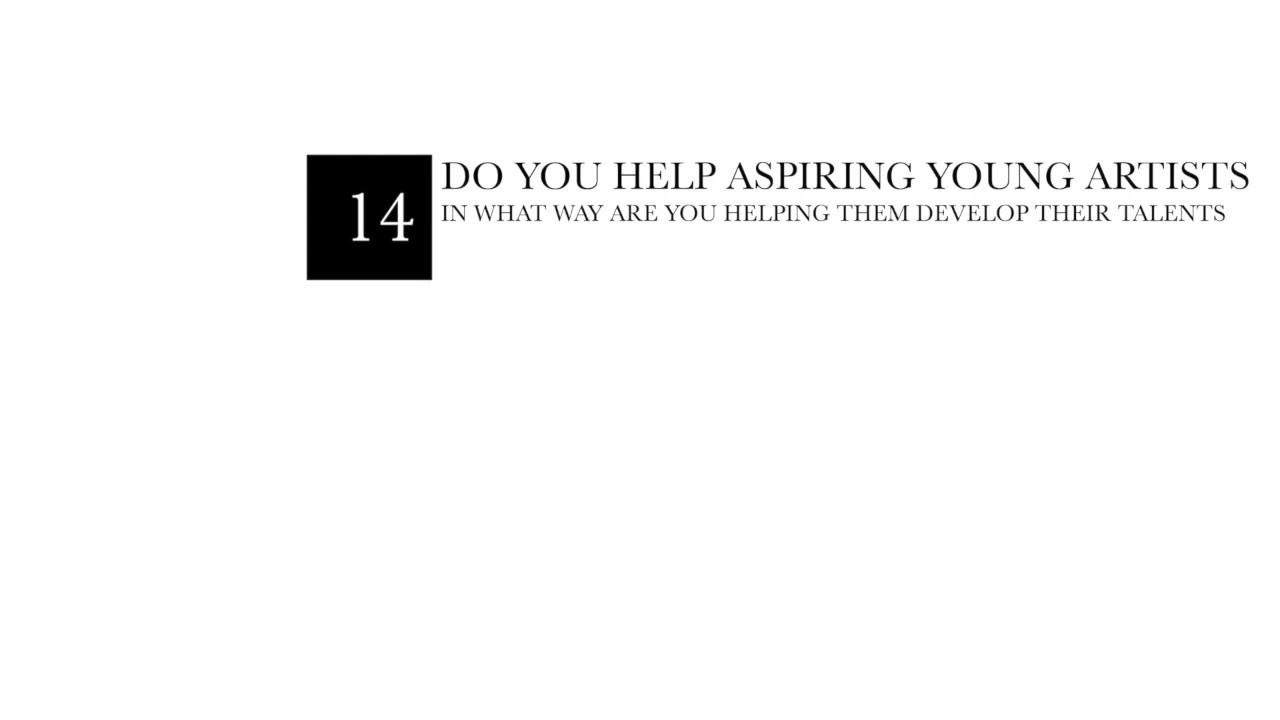 14
DO YOU HELP ASPIRING YOUNG ARTISTS
IN WHAT WAY ARE YOU HELPING THEM DEVELOP THEIR TALENTS